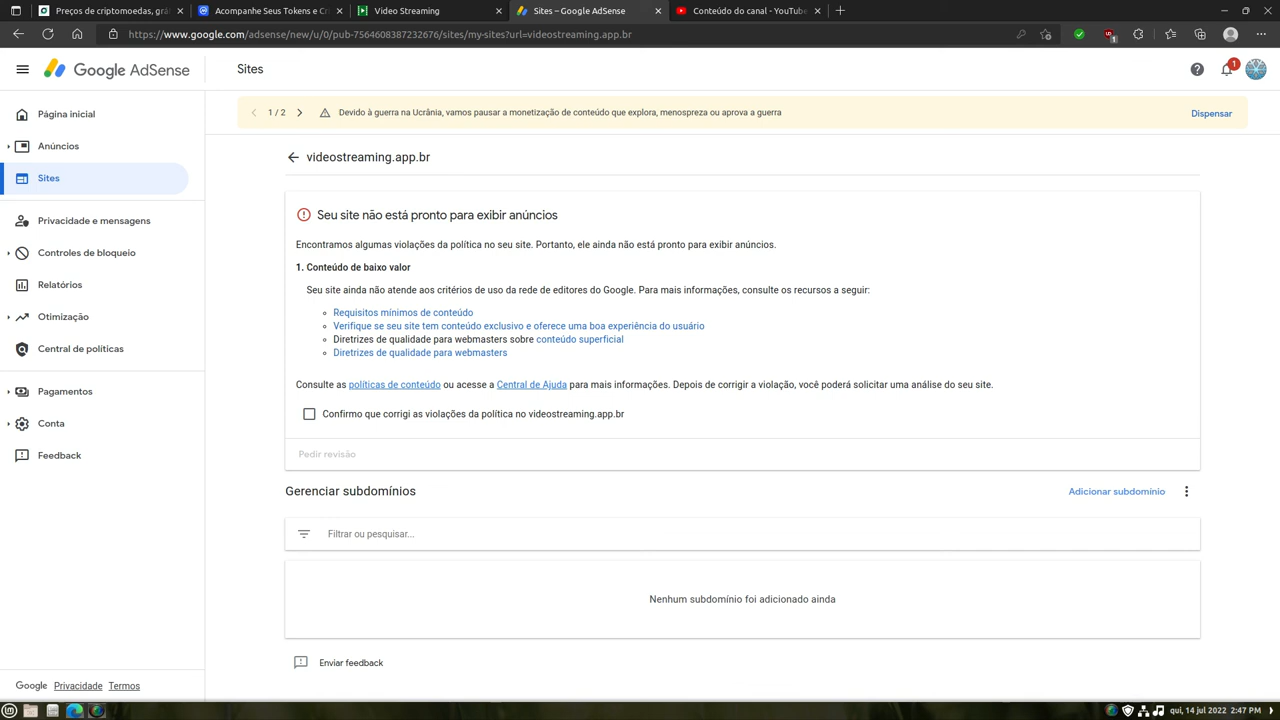 Preços de criptomoedas, grá
Acompanhe Seus Tokens e Cri
Video Streaming
Sites – Google AdSense
Conteúdo do canal - YouTube
https://www.google.com/adsense/new/u/0/pub-7564608387232676/sites/my-sites?url=videostreaming.app.br
1
Google AdSense
Sites
1
Página inicial
Anúncios
Sites
Privacidade e mensagens
Controles de bloqueio
Relatórios
Otimização
Central de políticas
Pagamentos
Conta
Feedback
Google Privacidade Termos
1 / 2
Devido à guerra na Ucrânia, vamos pausar a monetização de conteúdo que explora, menospreza ou aprova a guerra
Dispensar
videostreaming.app.br
Seu site não está pronto para exibir anúncios
Encontramos algumas violações da política no seu site. Portanto, ele ainda não está pronto para exibir anúncios.
1. Conteúdo de baixo valor
Seu site ainda não atende aos critérios de uso da rede de editores do Google. Para mais informações, consulte os recursos a seguir:
Requisitos mínimos de conteúdo
Verifique se seu site tem conteúdo exclusivo e oferece uma boa experiência do usuário
Diretrizes de qualidade para webmasters sobre conteúdo superficial
Diretrizes de qualidade para webmasters
Consulte as políticas de conteúdo ou acesse a Central de Ajuda para mais informações. Depois de corrigir a violação, você poderá solicitar uma análise do seu site.
Confirmo que corrigi as violações da política no videostreaming.app.br
Pedir revisão
Gerenciar subdomínios
Adicionar subdomínio
Filtrar ou pesquisar...
Nenhum subdomínio foi adicionado ainda
Enviar feedback
qui, 14 jul 2022 2:47 PM